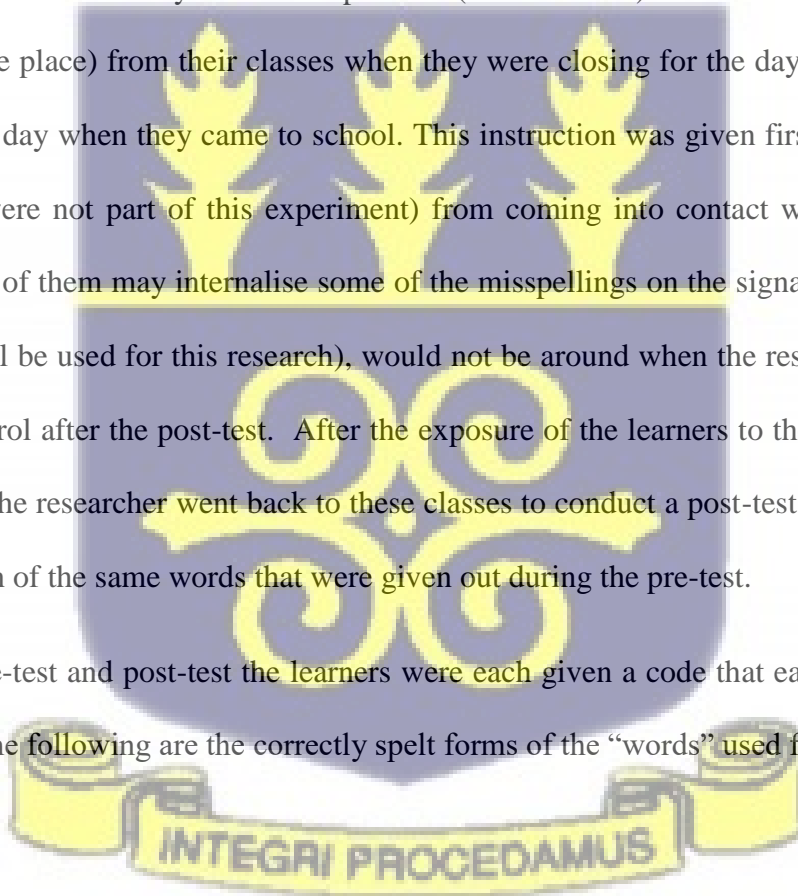 e place) from their classes when they were closing for the day
day when they came to school. This instruction was given firs
ere not part of this experiment) from coming into contact w
of them may internalise some of the misspellings on the signa
l be used for this research), would not be around when the res
rol after the post-test. After the exposure of the learners to th
he researcher went back to these classes to conduct a post-test
n of the same words that were given out during the pre-test.
e-test and post-test the learners were each given a code that ea
he following are the correctly spelt forms of the “words” used f
INTEGRI PROCEDAMUS